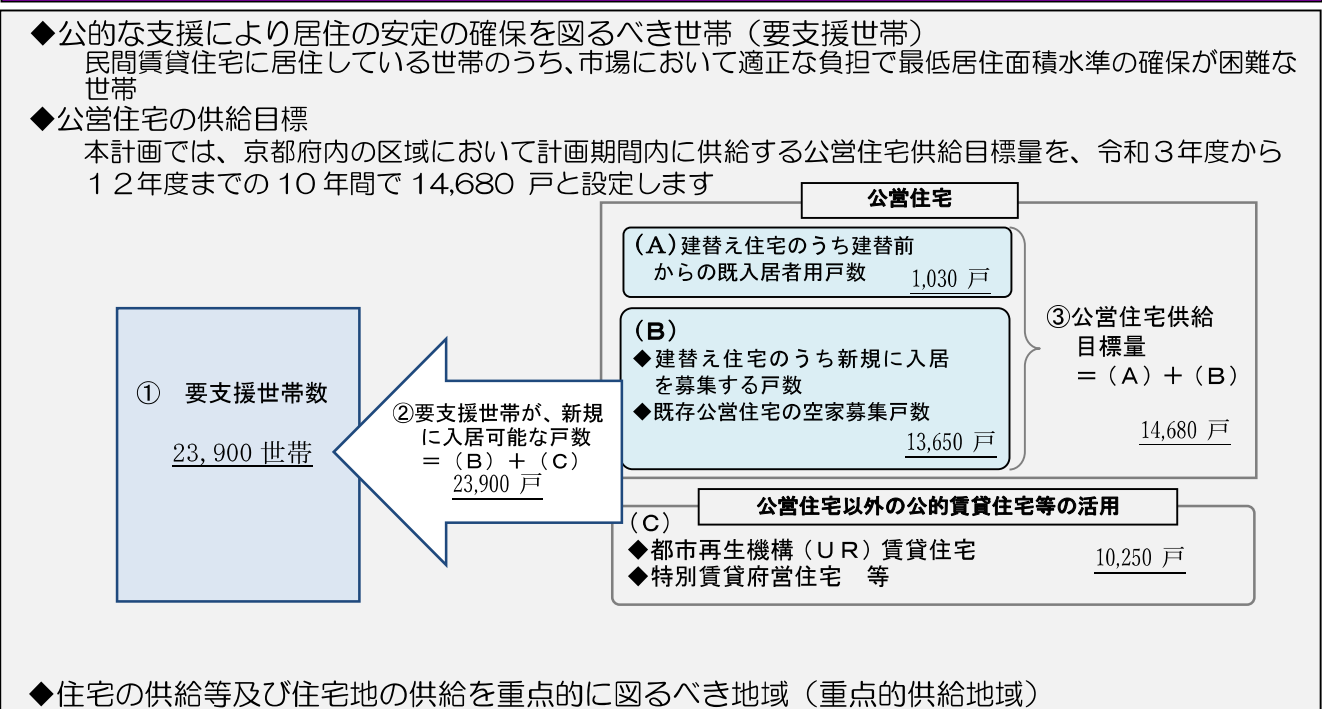 ◆公的な支援により居住の安定の確保を図るべき世帯（要支援世帯）
民間賃貸住宅に居住している世帯のうち、市場において適正な負担で最低居住面積水準の確保が困難な
世帯
◆公営住宅の供給目標
本計画では、京都府内の区域において計画期間内に供給する公営住宅供給目標量を、令和３年度から
１２年度までの 10 年間で 14,680 戸と設定します
公営住宅
（A）建替え住宅のうち建替前
からの既入居者用戸数
1,030 戸
（B）
◆建替え住宅のうち新規に入居
を募集する戸数
◆既存公営住宅の空家募集戸数
13,650 戸
③公営住宅供給
目標量
＝（A）＋（B）
14,680 戸
① 要支援世帯数
23,900 世帯
②要支援世帯が、新規
に入居可能な戸数
＝（B）＋（C）
23,900 戸
公営住宅以外の公的賃貸住宅等の活用
（C）
◆都市再生機構（ＵＲ）賃貸住宅
◆特別賃貸府営住宅　等
10,250 戸
◆住宅の供給等及び住宅地の供給を重点的に図るべき地域（重点的供給地域）